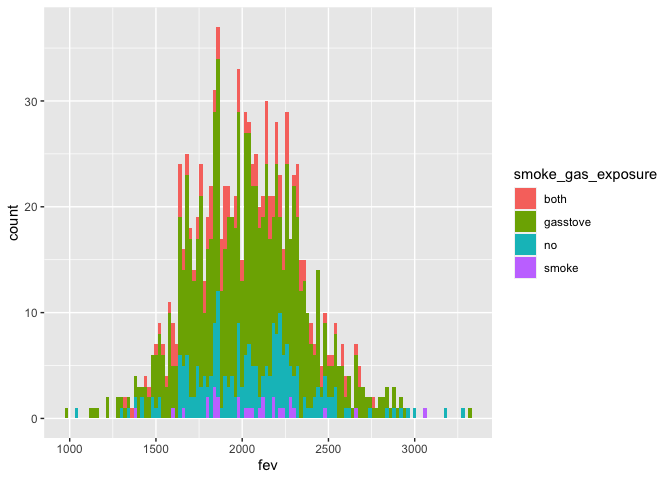 30
20
10
0
count
1000
1500
2000
2500
3000
fev
smoke_gas_exposure
both
gasstove
no
smoke